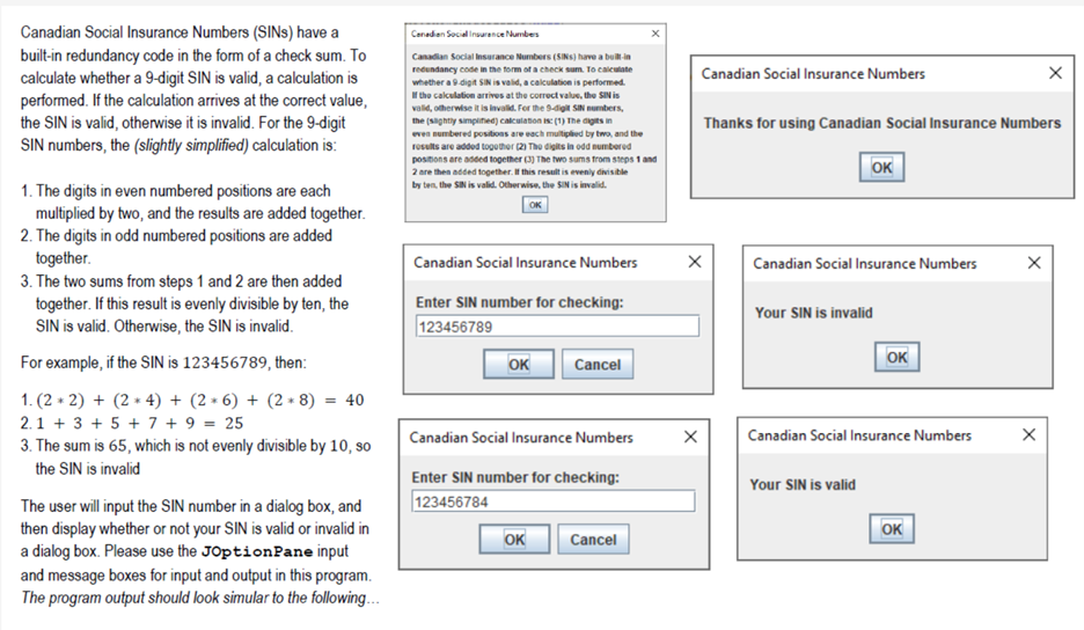 Canadian Social Insurance Numbers (SINs) have a
built-in redundancy code in the form of a check sum. To
calculate whether a 9-digit SIN is valid, a calculation is
performed. If the calculation arrives at the correct value,
the SIN is valid, otherwise it is invalid. For the 9-digit
SIN numbers, the (slightly simplified) calculation is:
1. The digits in even numbered positions are each
multiplied by two, and the results are added together.
2. The digits in odd numbered positions are added
together.
3. The two sums from steps 1 and 2 are then added
together. If this result is evenly divisible by ten, the
SIN is valid. Otherwise, the SIN is invalid.
For example, if the SIN is 123456789, then:
1. (2 * 2) + (2 * 4) + (2 * 6) + (2 * 8) = 40
2. 1 + 3 + 5 + 7 + 9 = 25
3. The sum is 65, which is not evenly divisible by 10, so
the SIN is invalid
The user will input the SIN number in a dialog box, and
then display whether or not your SIN is valid or invalid in
a dialog box. Please use the JOptionPane input
and message boxes for input and output in this program.
The program output should look simular to the following...
Canadian Social Insurance Numbers
Canadian Social Insurance Numbers (SINs) have a built-in
redundancy code in the form of a check sum. To calculate
whether a 9-digit SIN is valid, a calculation is performed.
If the calculation arrives at the correct value, the SIN is
valid, otherwise it is invalid. For the 9-digit SIN numbers,
the (slightly simplified) calculation is: (1) The digits in
even numbered positions are each multiplied by two, and the
results are added together (2) The digits in odd numbered
positions are added together (3) The two sums from steps 1 and
2 are then added together. If this result is evenly divisible
by ten, the SIN is valid. Otherwise, the SIN is invalid.
OK
Canadian Social Insurance Numbers
Thanks for using Canadian Social Insurance Numbers
OK
Canadian Social Insurance Numbers
Enter SIN number for checking:
123456789
OK Cancel
Canadian Social Insurance Numbers
Your SIN is invalid
OK
Canadian Social Insurance Numbers
Enter SIN number for checking:
123456784
OK Cancel
Canadian Social Insurance Numbers
Your SIN is valid
OK